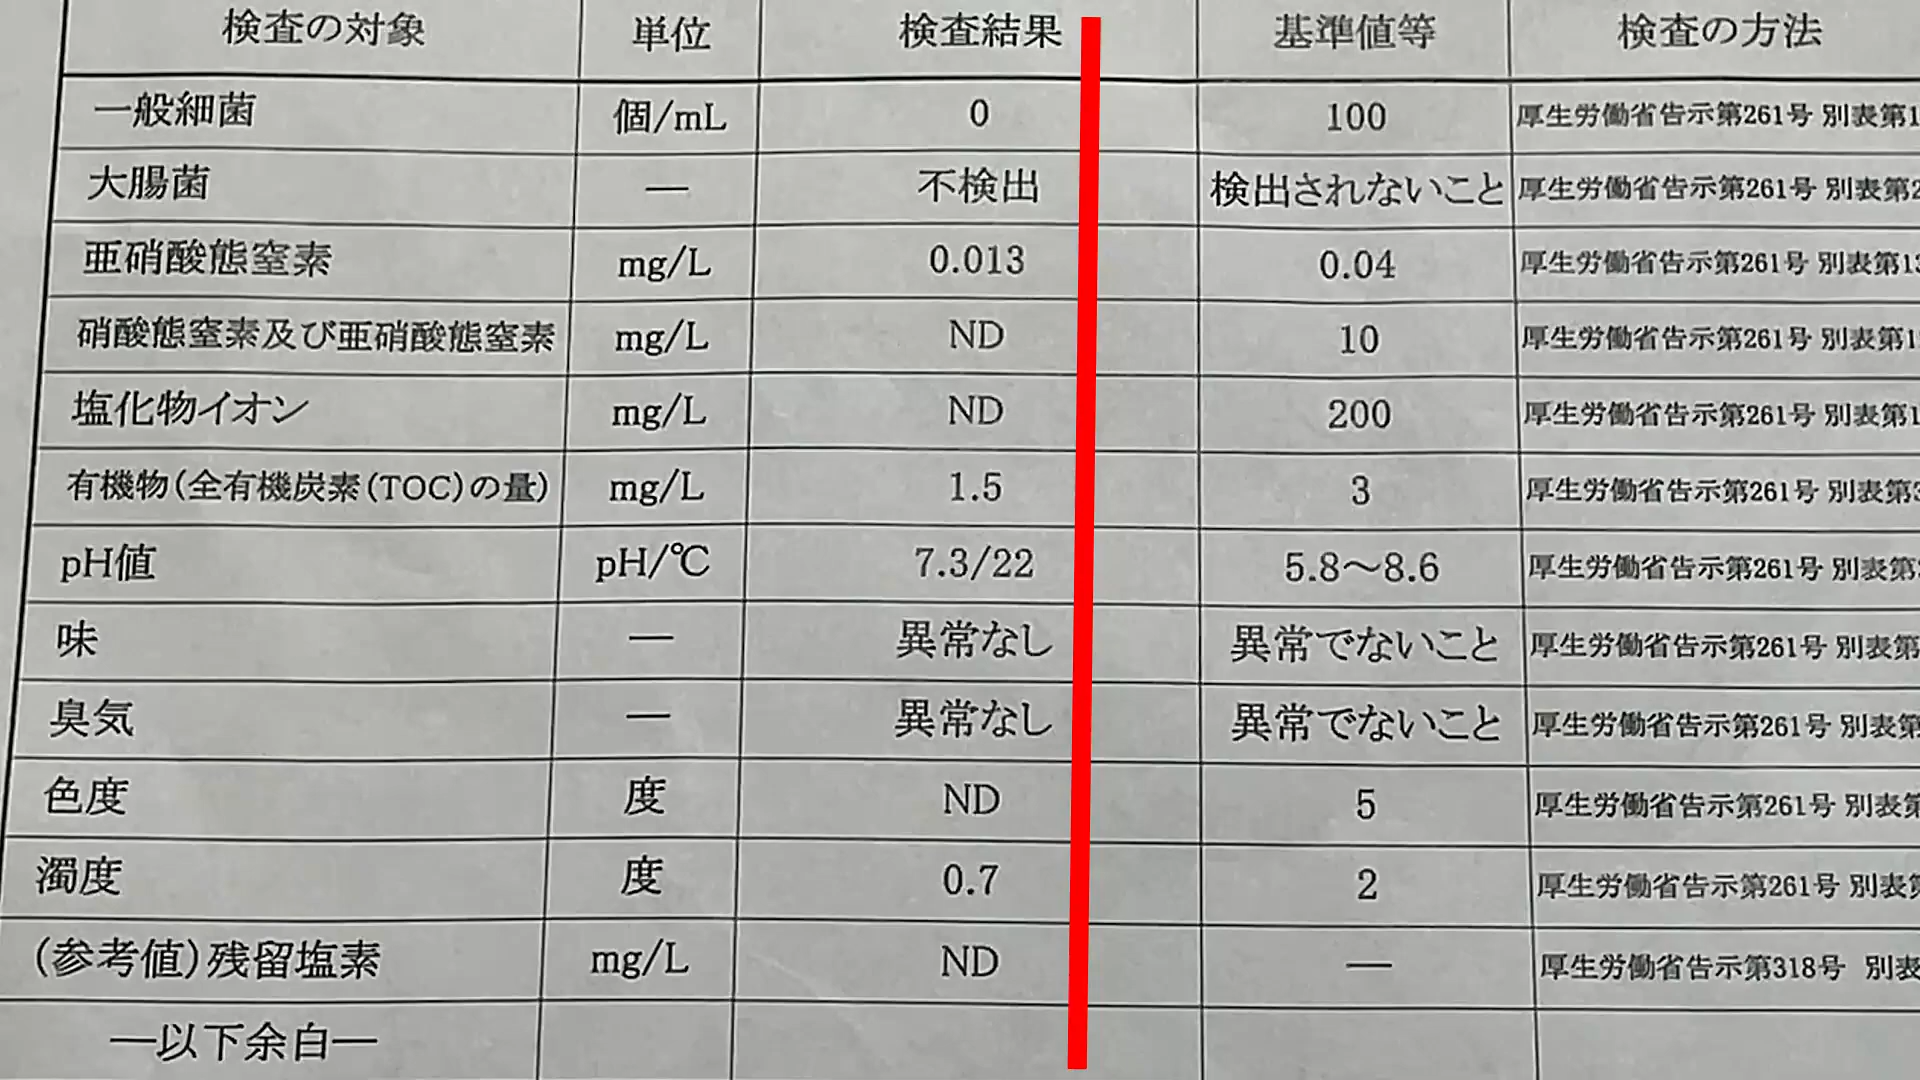 検査の対象 単位 検査結果 基準値等 検査の方法
一般細菌 個/mL 0 100 厚生労働省告示第261号 別表第1
大腸菌 — 不検出 検出されないこと 厚生労働省告示第261号 別表第2
亜硝酸態窒素 mg/L 0.013 0.04 厚生労働省告示第261号 別表第13
硝酸態窒素及び亜硝酸態窒素 mg/L ND 10 厚生労働省告示第261号 別表第1
塩化物イオン mg/L ND 200 厚生労働省告示第261号 別表第1
有機物(全有機炭素(TOC)の量) mg/L 1.5 3 厚生労働省告示第261号 別表第3
pH値 pH/℃ 7.3/22 5.8～8.6 厚生労働省告示第261号 別表第
味 — 異常なし 異常でないこと 厚生労働省告示第261号 別表第
臭気 — 異常なし 異常でないこと 厚生労働省告示第261号 別表第
色度 度 ND 5 厚生労働省告示第261号 別表第
濁度 度 0.7 2 厚生労働省告示第261号 別表第
(参考値)残留塩素 mg/L ND — 厚生労働省告示第318号 別表
—以下余白—